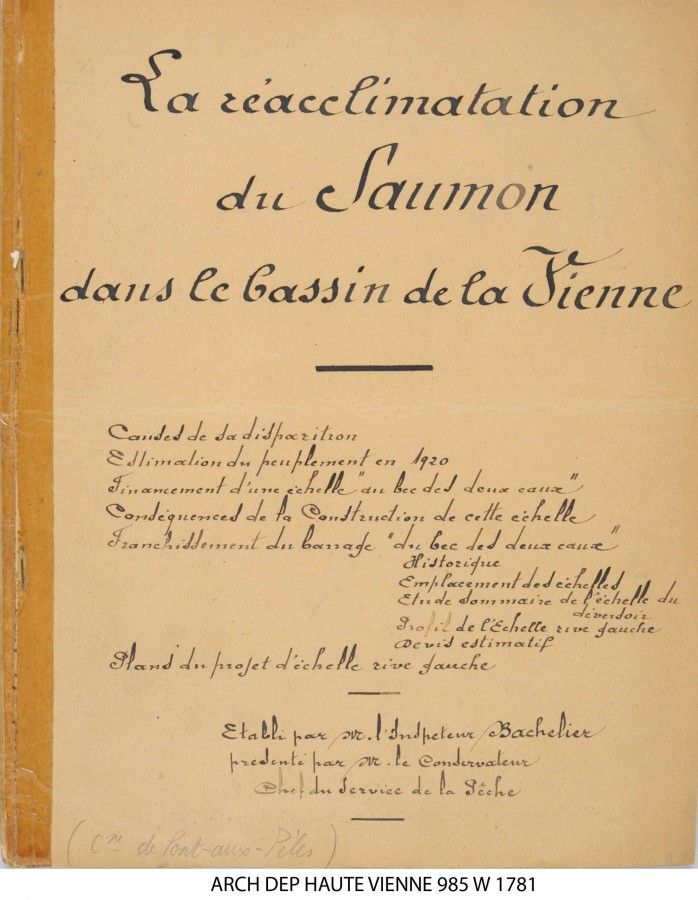 La réacclimatation
du Saumon
dans le bassin de la Vienne
Causes de sa disparition
Estimation du peuplement en 1920
Financement d'une échelle "au bec des deux eaux"
Conséquences de la Construction de cette échelle
Franchissement du barrage "du bec des deux eaux"
Historique
Emplacement des échelles
Etude sommaire de l'échelle du
déversoir
Profil de l'Echelle rive gauche
Devis estimatif
Plans du projet d'échelle rive gauche
Etabli par Mr. l'Inspeteur Bachelier
présenté par Mr. le Conservateur
Chef du Service de la Pêche
(Cne de Pont-aux-Piles)
ARCH DEP HAUTE VIENNE 985 W 1781